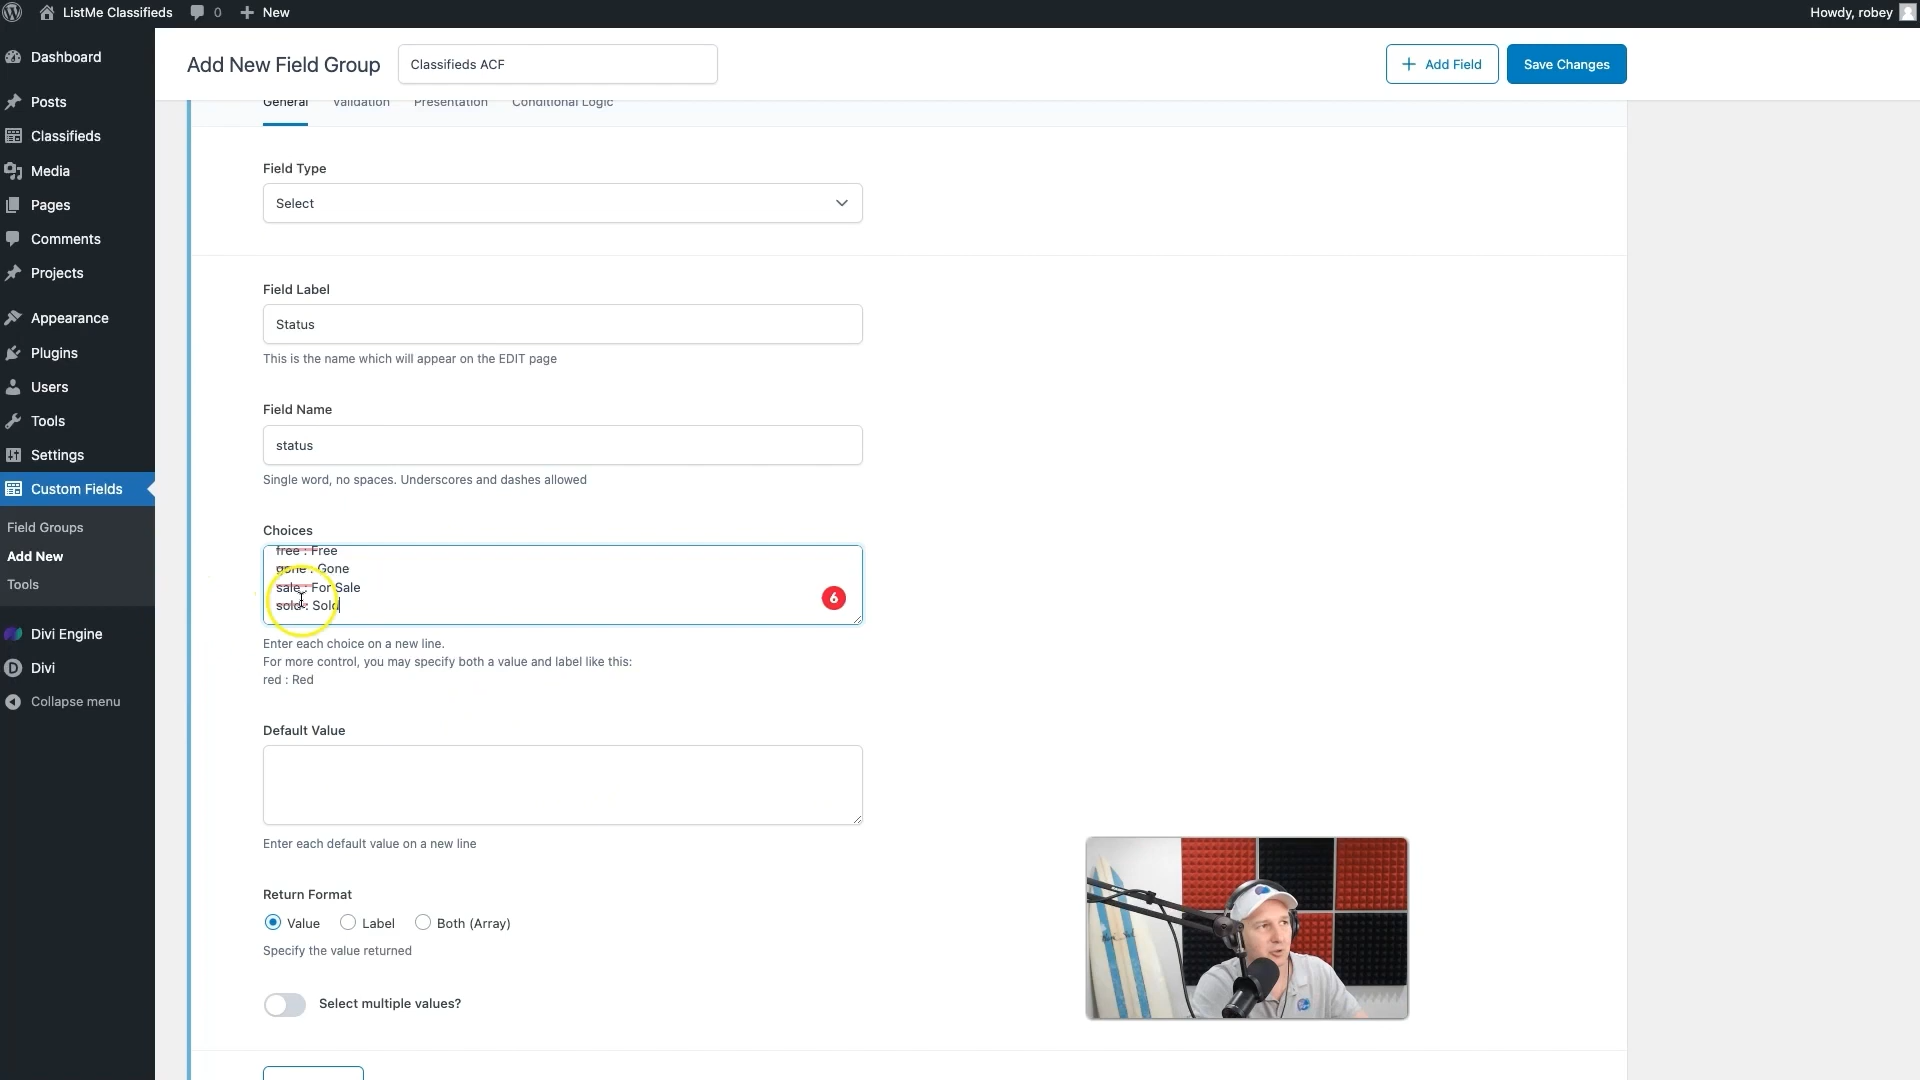 ListMe Classifieds
0
New
Howdy, robey
Dashboard
Posts
Classifieds
Media
Pages
Comments
Projects
Appearance
Plugins
Users
Tools
Settings
Custom Fields
Field Groups
Add New
Tools
Divi Engine
Divi
Collapse menu
Add New Field Group
Classifieds ACF
Add Field
Save Changes
General Validation Presentation Conditional Logic
Field Type
Select
Field Label
Status
This is the name which will appear on the EDIT page
Field Name
status
Single word, no spaces. Underscores and dashes allowed
Choices
free : Free
gone : Gone
sale : For Sale
sold : Sold
6
Enter each choice on a new line.
For more control, you may specify both a value and label like this:
red : Red
Default Value
Enter each default value on a new line
Return Format
Value Label Both (Array)
Specify the value returned
Select multiple values?